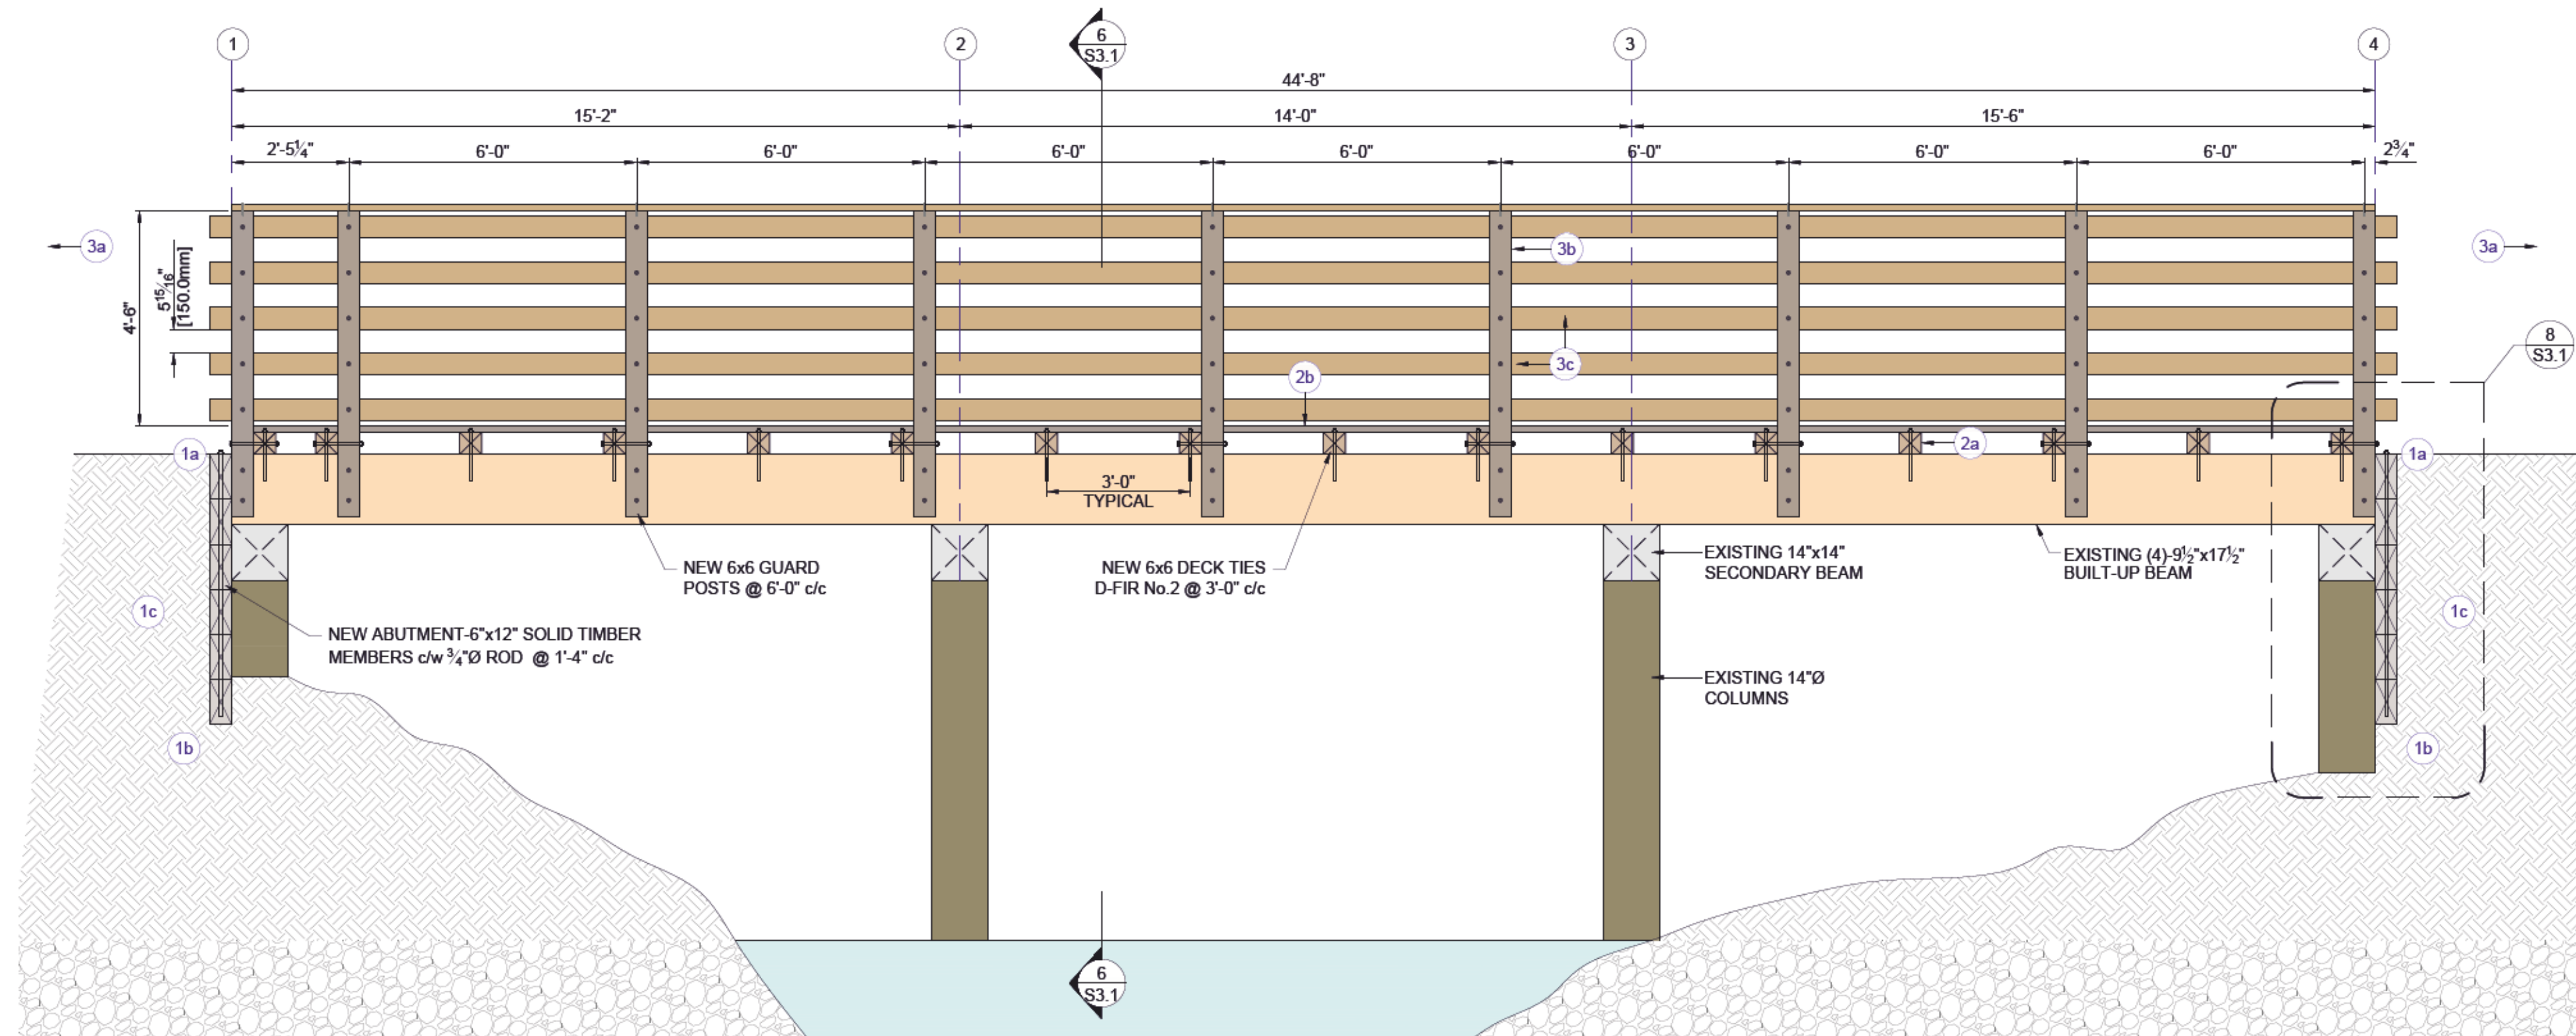 1
2
6
S3.1
3
4
44'-8"
15'-2"
14'-0"
15'-6"
2'-5¼"
6'-0"
6'-0"
6'-0"
6'-0"
6'-0"
6'-0"
6'-0"
2¾"
3a
3b
3a
4'-6"
5 15/16"
[150.0mm]
8
S3.1
3c
2b
2a
1a
1a
3'-0"
TYPICAL
NEW 6x6 GUARD
POSTS @ 6'-0" c/c
NEW 6x6 DECK TIES
D-FIR No.2 @ 3'-0" c/c
EXISTING 14"x14"
SECONDARY BEAM
EXISTING (4)-9½"x17½"
BUILT-UP BEAM
1c
1c
NEW ABUTMENT-6"x12" SOLID TIMBER
MEMBERS c/w ¾"Ø ROD @ 1'-4" c/c
EXISTING 14"Ø
COLUMNS
1b
1b
6
S3.1